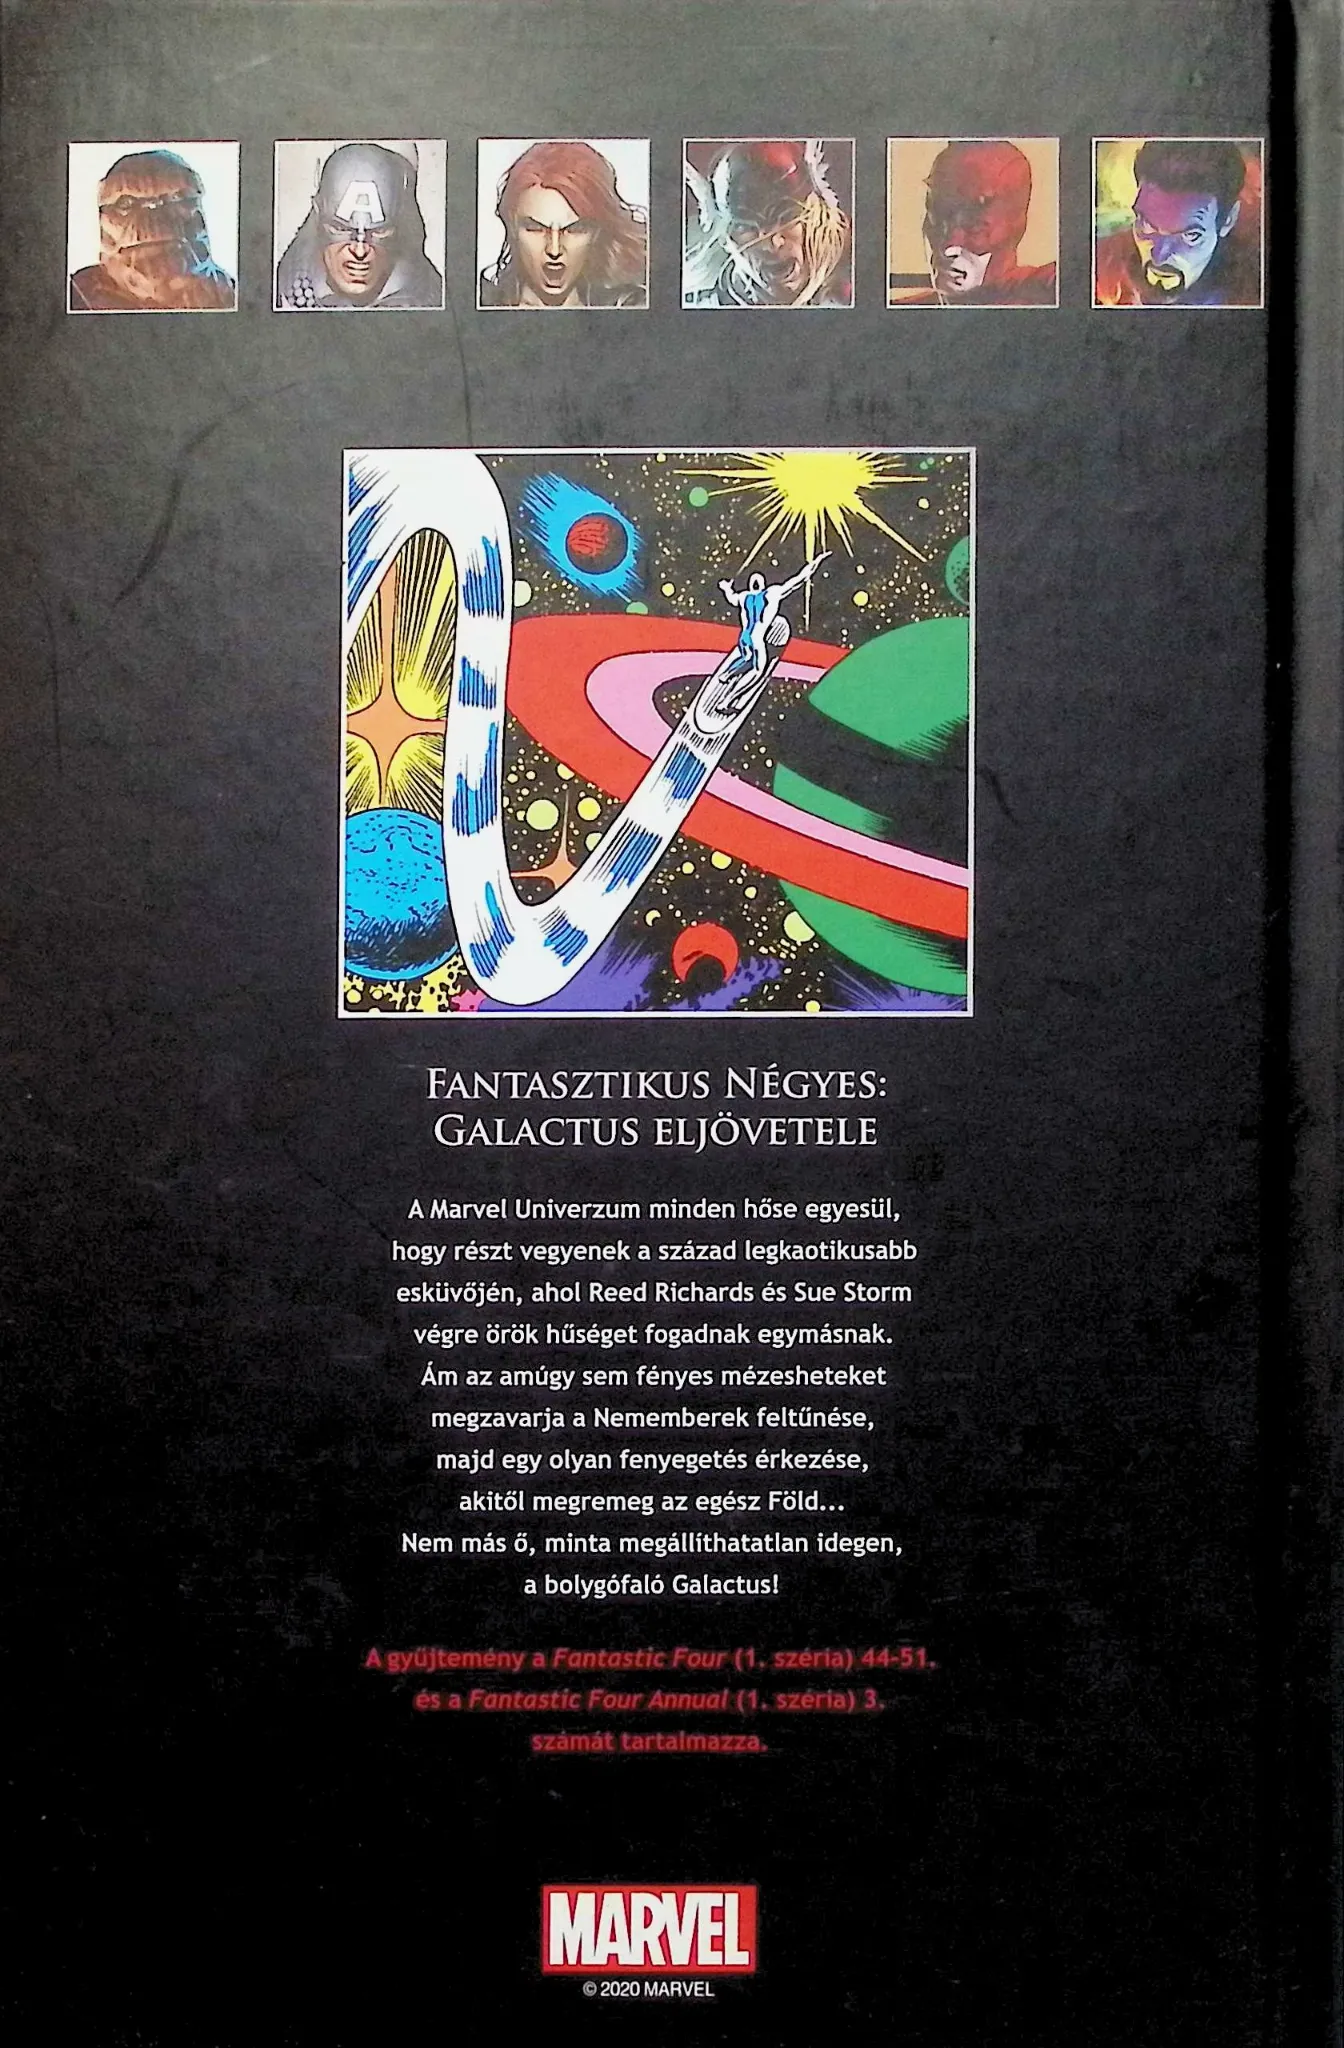 A
FANTASZTIKUS NÉGYES:
GALACTUS ELJÖVETELE
A Marvel Univerzum minden hőse egyesül,
hogy részt vegyenek a század legkaotikusabb
esküvőjén, ahol Reed Richards és Sue Storm
végre örök hűséget fogadnak egymásnak.
Ám az amúgy sem fényes mézesheteket
megzavarja a Nememberek feltűnése,
majd egy olyan fenyegetés érkezése,
akitől megremeg az egész Föld...
Nem más ő, minta megállíthatatlan idegen,
a bolygófaló Galactus!
A gyűjtemény a Fantastic Four (1. széria) 44-51.
és a Fantastic Four Annual (1. széria) 3.
számát tartalmazza.
MARVEL
© 2020 MARVEL